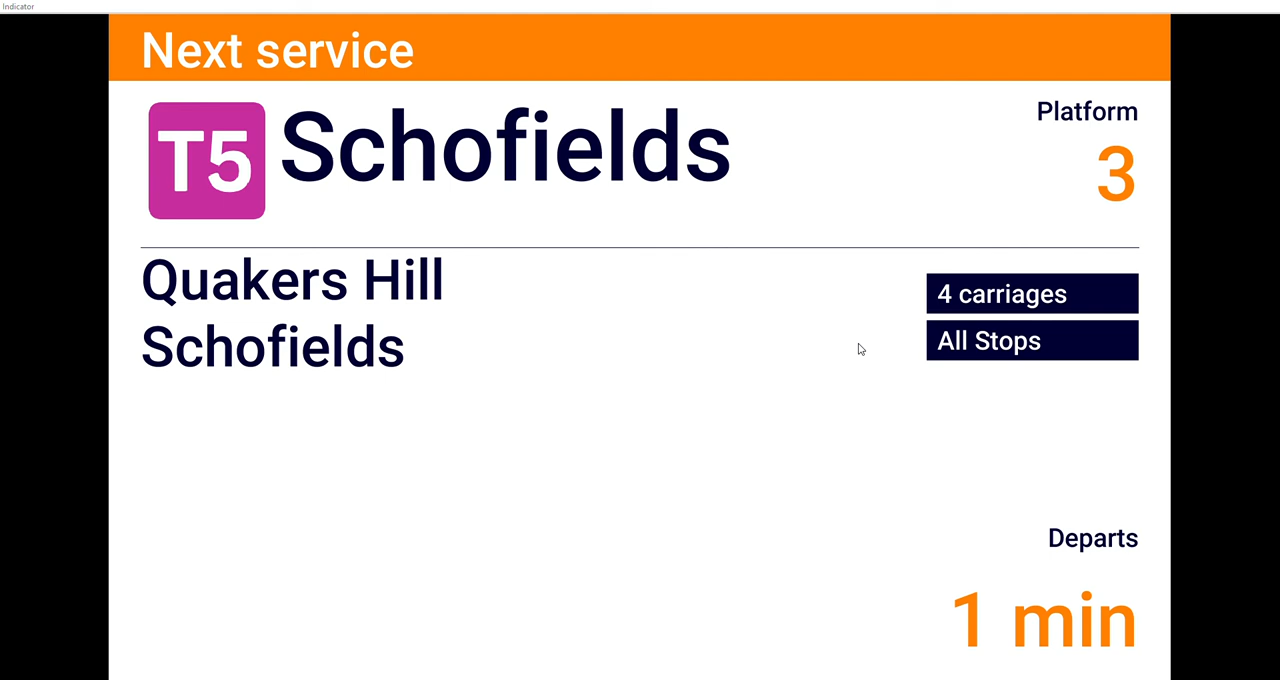 Indicator
Next service
T5 Schofields
Platform
3
Quakers Hill
Schofields
4 carriages
All Stops
Departs
1 min